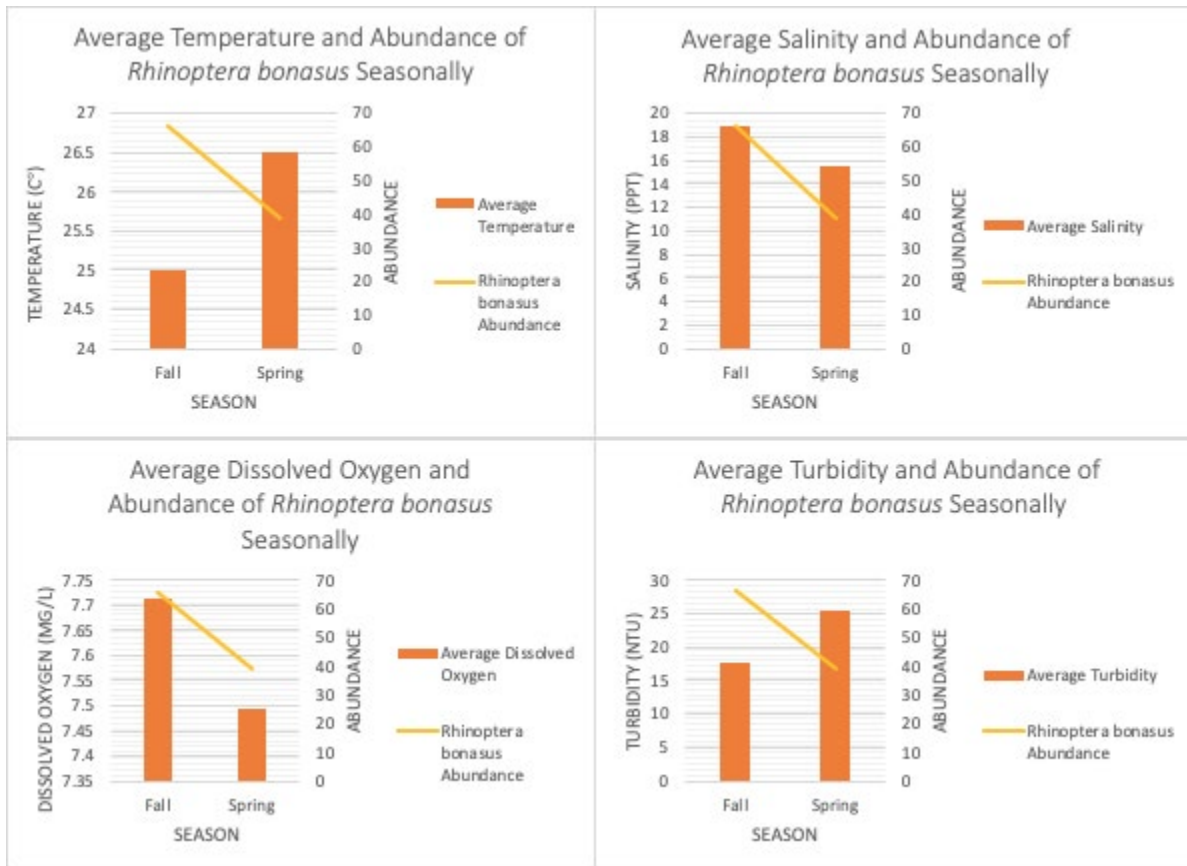 Average Temperature and Abundance of
Rhinoptera bonasus Seasonally
TEMPERATURE (C°)
27
26.5
26
25.5
25
24.5
24
70
60
50
40
30
20
10
0
ABUNDANCE
Fall
Spring
SEASON
Average
Temperature
Rhinoptera
bonasus
Abundance
Average Salinity and Abundance of
Rhinoptera bonasus Seasonally
SALINITY (PPT)
20
18
16
14
12
10
8
6
4
2
0
70
60
50
40
30
20
10
0
ABUNDANCE
Fall
Spring
SEASON
Average Salinity
Rhinoptera bonasus
Abundance
Average Dissolved Oxygen and
Abundance of Rhinoptera bonasus
Seasonally
DISSOLVED OXYGEN (MG/L)
7.75
7.7
7.65
7.6
7.55
7.5
7.45
7.4
7.35
70
60
50
40
30
20
10
0
ABUNDANCE
Fall
Spring
SEASON
Average Dissolved
Oxygen
Rhinoptera
bonasus
Abundance
Average Turbidity and Abundance of
Rhinoptera bonasus Seasonally
TURBIDITY (NTU)
30
25
20
15
10
5
0
70
60
50
40
30
20
10
0
ABUNDANCE
Fall
Spring
SEASON
Average Turbidity
Rhinoptera bonasus
Abundance